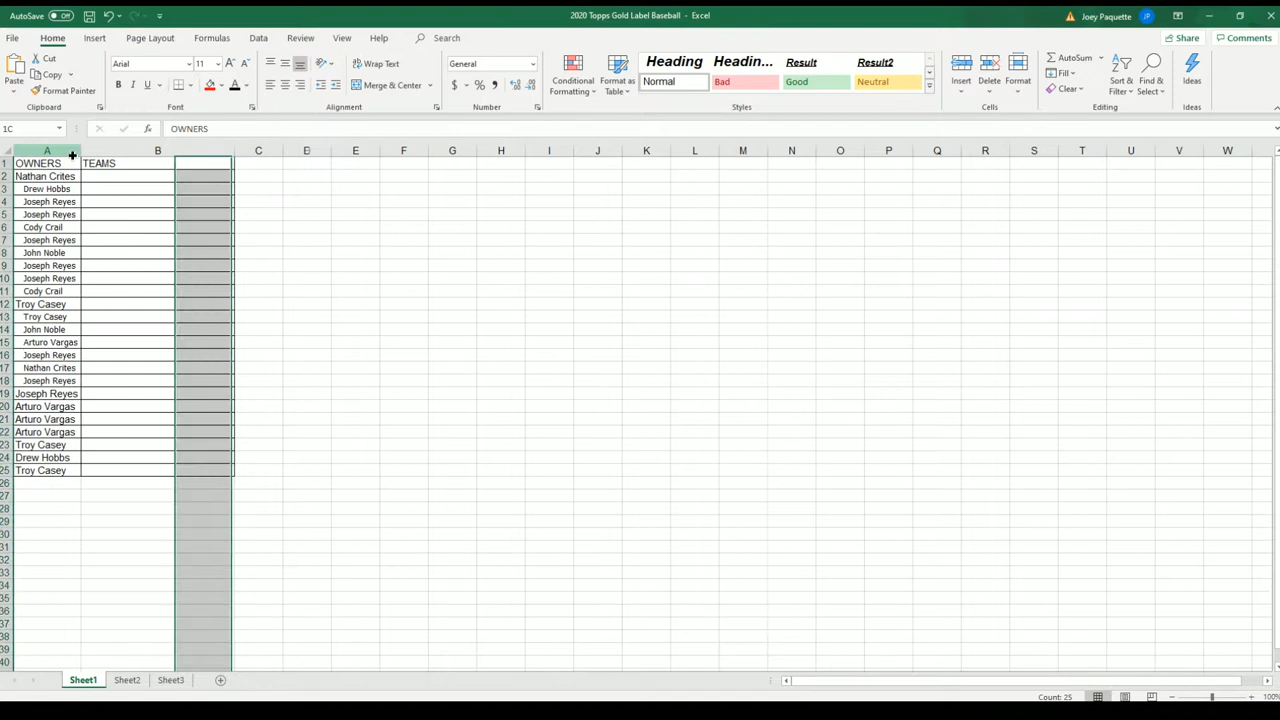 AutoSave Off 2020 Topps Gold Label Baseball - Excel Joey Paquette JP
File Home Insert Page Layout Formulas Data Review View Help Search Share Comments
Paste Cut Copy Format Painter Clipboard
Arial 11 A A B I U A Font
Wrap Text Merge & Center Alignment
General $ % Number
Conditional Formatting Format as Table
Heading Headin... Result Result2
Normal Bad Good Neutral Styles
Insert Delete Format Cells
AutoSum Fill Clear Sort & Filter Find & Select Editing
Ideas Ideas
1C fx OWNERS
A B C D E F G H I J K L M N O P Q R S T U V W
1 OWNERS TEAMS
2 Nathan Crites
3 Drew Hobbs
4 Joseph Reyes
5 Joseph Reyes
6 Cody Crail
7 Joseph Reyes
8 John Noble
9 Joseph Reyes
10 Joseph Reyes
11 Cody Crail
12 Troy Casey
13 Troy Casey
14 John Noble
15 Arturo Vargas
16 Joseph Reyes
17 Nathan Crites
18 Joseph Reyes
19 Joseph Reyes
20 Arturo Vargas
21 Arturo Vargas
22 Arturo Vargas
23 Troy Casey
24 Drew Hobbs
25 Troy Casey
26
27
28
29
30
31
32
33
34
35
36
37
38
39
40
Sheet1 Sheet2 Sheet3
Count: 25 100%